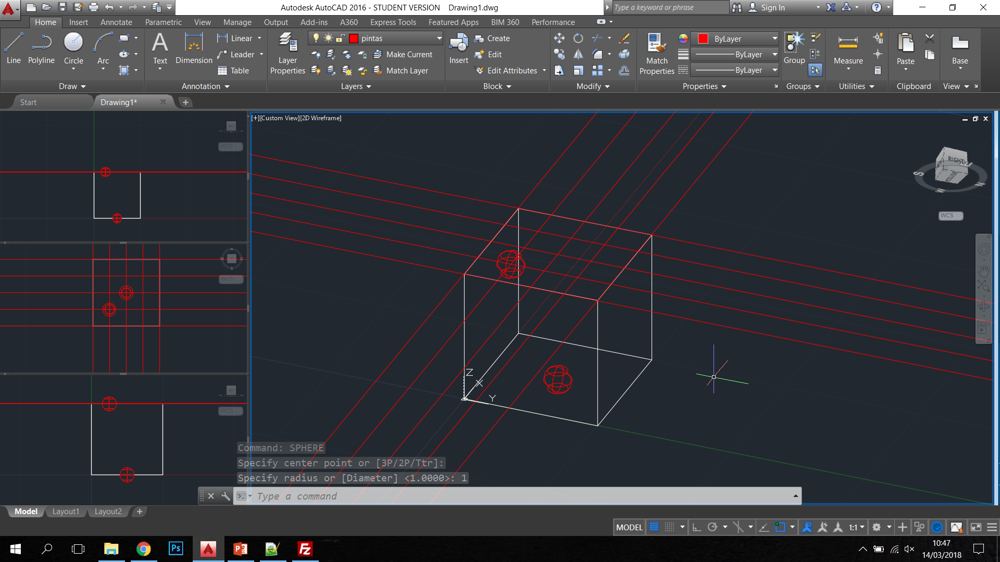 Autodesk AutoCAD 2016 - STUDENT VERSION Drawing1.dwg
Type a keyword or phrase
Sign In
Home Insert Annotate Parametric View Manage Output Add-ins A360 Express Tools Featured Apps BIM 360 Performance
Line Polyline Circle Arc
Text Dimension
Linear
Leader
Table
Layer Properties
pintas
Make Current
Match Layer
Insert
Create
Edit
Edit Attributes
Match Properties
ByLayer
ByLayer
ByLayer
Group
Measure
Paste
Base
Draw Annotation Layers Block Modify Properties Groups Utilities Clipboard View
Start Drawing1*
[+][Custom View][2D Wireframe]
WCS
N
W
S
WCS
WCS
RIGHT
S
N
WCS
Z
X
Y
Command: SPHERE
Specify center point or [3P/2P/Ttr]:
Specify radius or [Diameter] <1.0000>: 1
Type a command
Model Layout1 Layout2
MODEL
1:1
Ps
10:47
14/03/2018